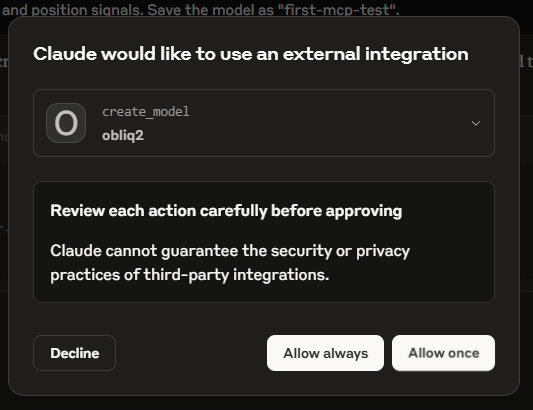 and position signals. Save the model as "first-mcp-test".
Claude would like to use an external integration
O
create_model
obliq2
Review each action carefully before approving
Claude cannot guarantee the security or privacy
practices of third-party integrations.
Decline
Allow always
Allow once